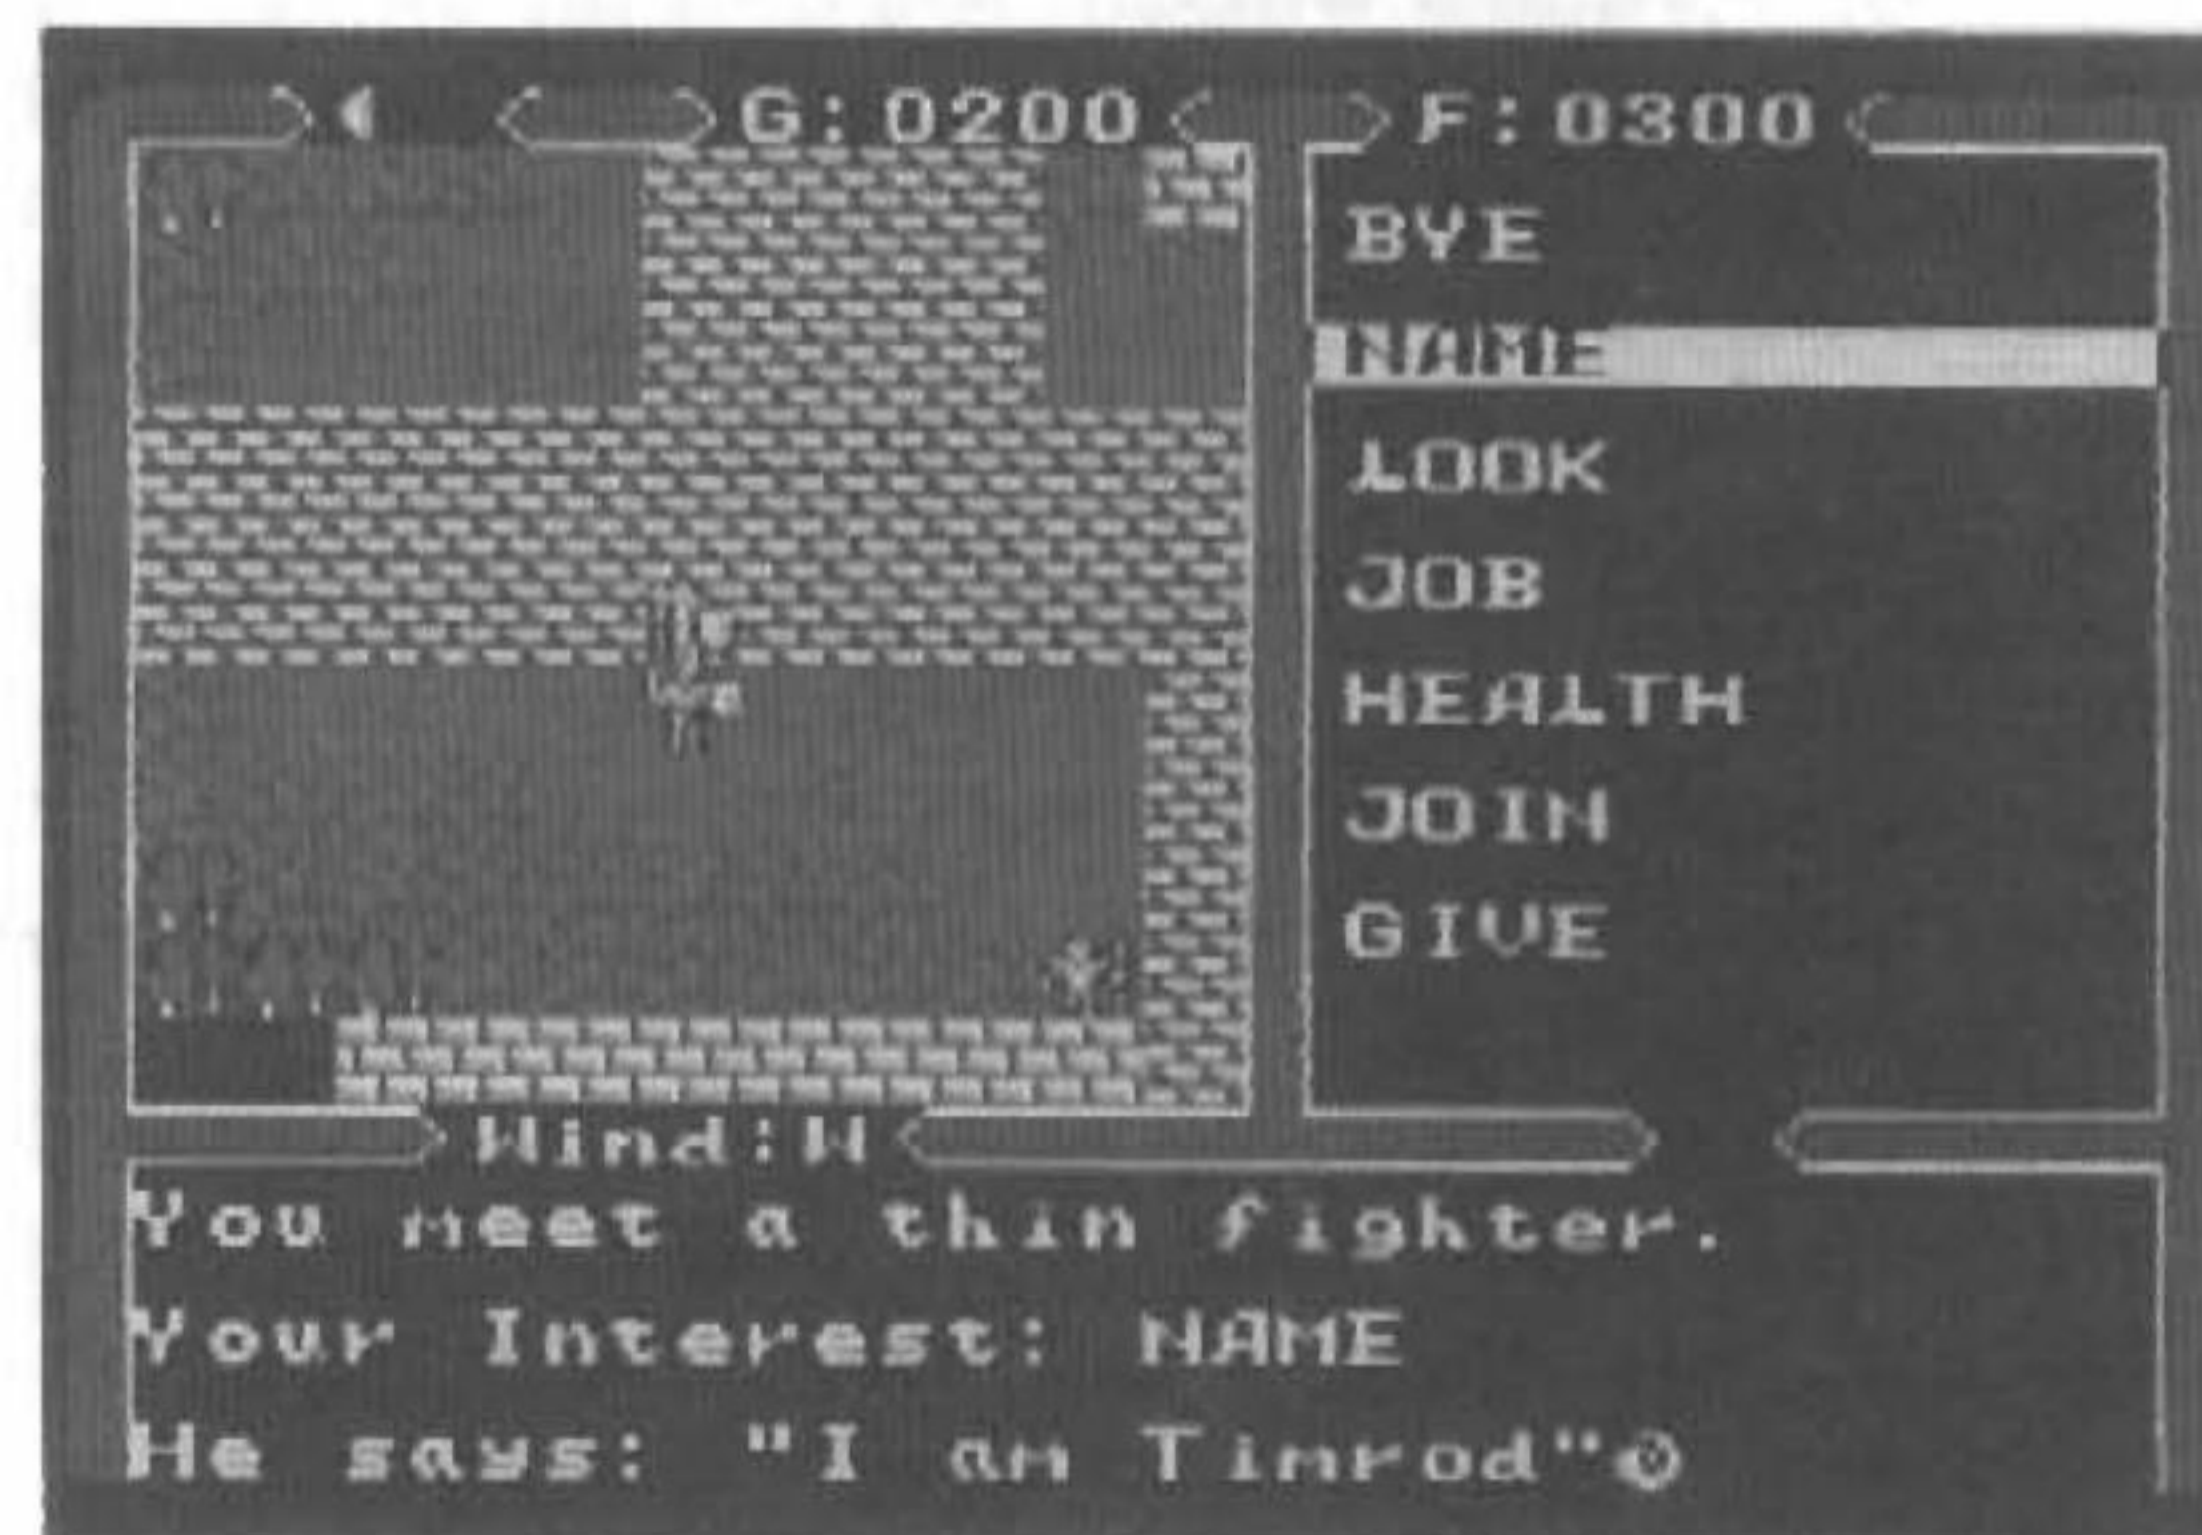 G:0200
F:0300
BYE
NAME
LOOK
JOB
HEALTH
JOIN
GIVE
Wind:W
You meet a thin fighter.
Your Interest: NAME
He says: "I am Timrod"